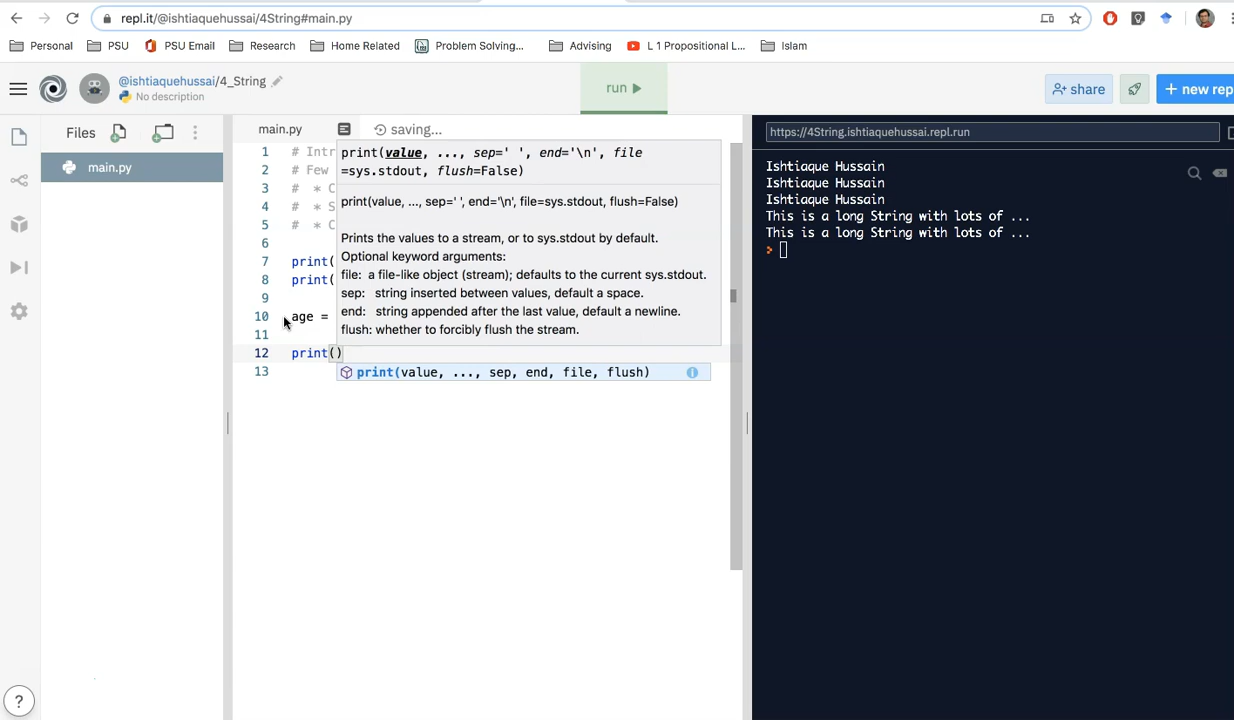 repl.it/@ishtiaquehussai/4String#main.py
Personal PSU PSU Email Research Home Related Problem Solving... Advising L 1 Propositional L... Islam
@ishtiaquehussai/4_String
No description
run
share
+ new rep
Files
main.py
main.py
saving...
1 # Intr
2 # Few
3 # * C
4 # * S
5 # * C
6
7 print(
8 print(
9
10 age =
11
12 print()
13
print(value, ..., sep=' ', end='\n', file
=sys.stdout, flush=False)
print(value, ..., sep=' ', end='\n', file=sys.stdout, flush=False)
Prints the values to a stream, or to sys.stdout by default.
Optional keyword arguments:
file: a file-like object (stream); defaults to the current sys.stdout.
sep: string inserted between values, default a space.
end: string appended after the last value, default a newline.
flush: whether to forcibly flush the stream.
print(value, ..., sep, end, file, flush)
https://4String.ishtiaquehussai.repl.run
Ishtiaque Hussain
Ishtiaque Hussain
Ishtiaque Hussain
This is a long String with lots of ...
This is a long String with lots of ...
>
?